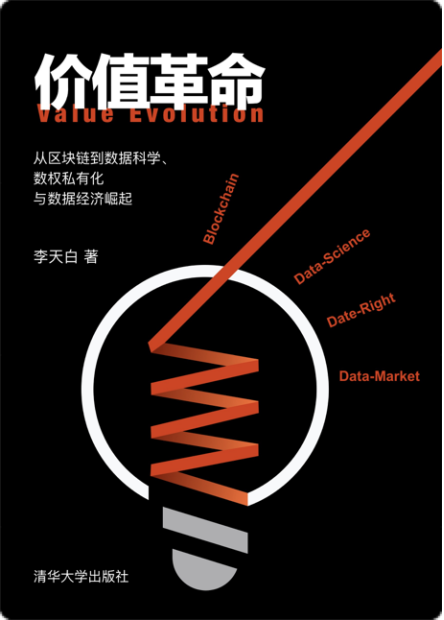 价值革命
Value Evolution
从区块链到数据科学、
数权私有化
与数据经济崛起
李天白 著
Blockchain
Data-Science
Date-Right
Data-Market
清华大学出版社